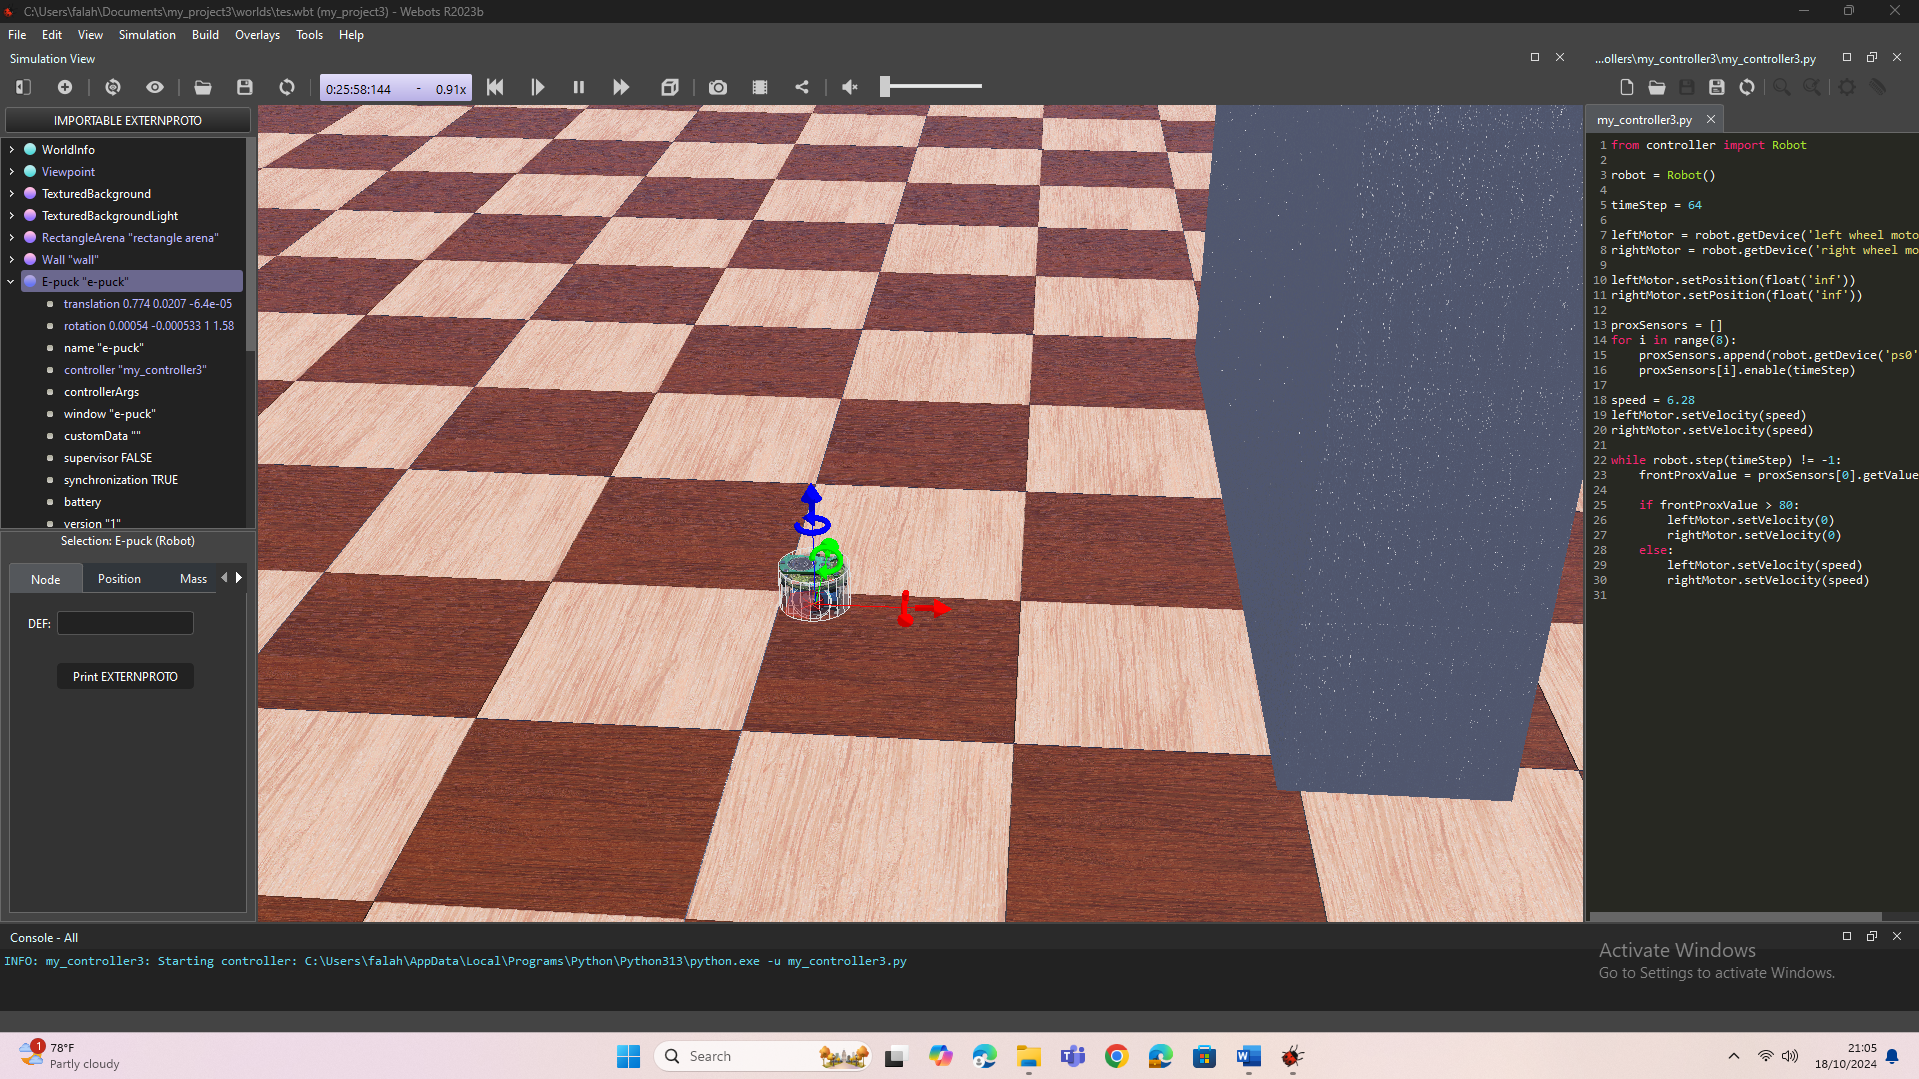 C:\Users\falah\Documents\my_project3\worlds\tes.wbt (my_project3) - Webots R2023b
File Edit View Simulation Build Overlays Tools Help
Simulation View
...ollers\my_controller3\my_controller3.py
0:25:58:144 - 0.91x
IMPORTABLE EXTERNPROTO
WorldInfo
Viewpoint
TexturedBackground
TexturedBackgroundLight
RectangleArena "rectangle arena"
Wall "wall"
E-puck "e-puck"
translation 0.774 0.0207 -6.4e-05
rotation 0.00054 -0.000533 1 1.58
name "e-puck"
controller "my_controller3"
controllerArgs
window "e-puck"
customData ""
supervisor FALSE
synchronization TRUE
battery
version "1"
Selection: E-puck (Robot)
Node Position Mass
DEF:
Print EXTERNPROTO
my_controller3.py
1 from controller import Robot
2
3 robot = Robot()
4
5 timeStep = 64
6
7 leftMotor = robot.getDevice('left wheel moto
8 rightMotor = robot.getDevice('right wheel mo
9
10 leftMotor.setPosition(float('inf'))
11 rightMotor.setPosition(float('inf'))
12
13 proxSensors = []
14 for i in range(8):
15 proxSensors.append(robot.getDevice('ps0'
16 proxSensors[i].enable(timeStep)
17
18 speed = 6.28
19 leftMotor.setVelocity(speed)
20 rightMotor.setVelocity(speed)
21
22 while robot.step(timeStep) != -1:
23 frontProxValue = proxSensors[0].getValue
24
25 if frontProxValue > 80:
26 leftMotor.setVelocity(0)
27 rightMotor.setVelocity(0)
28 else:
29 leftMotor.setVelocity(speed)
30 rightMotor.setVelocity(speed)
31
Console - All
INFO: my_controller3: Starting controller: C:\Users\falah\AppData\Local\Programs\Python\Python313\python.exe -u my_controller3.py
Activate Windows
Go to Settings to activate Windows.
1
78°F
Partly cloudy
Search
21:05
18/10/2024